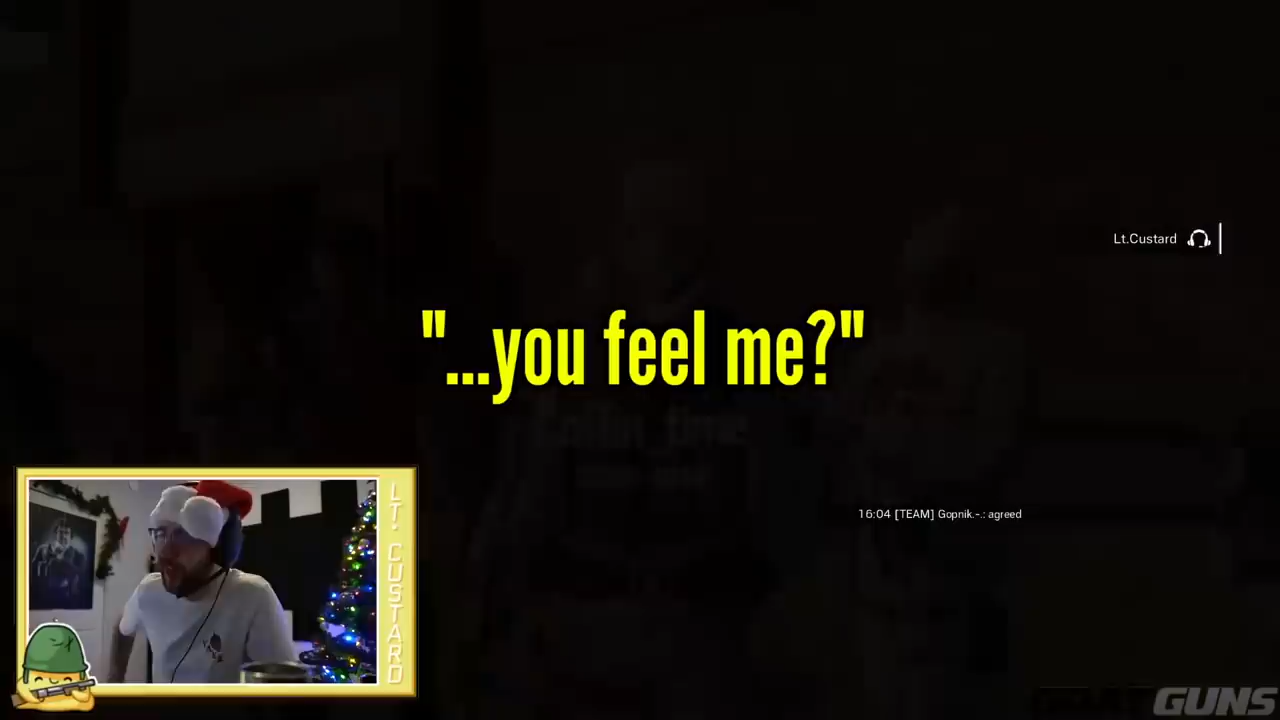 Lt.Custard
"...you feel me?"
16:04 [TEAM] Gopnik.-.: agreed
LT. CUSTARD
GUNS